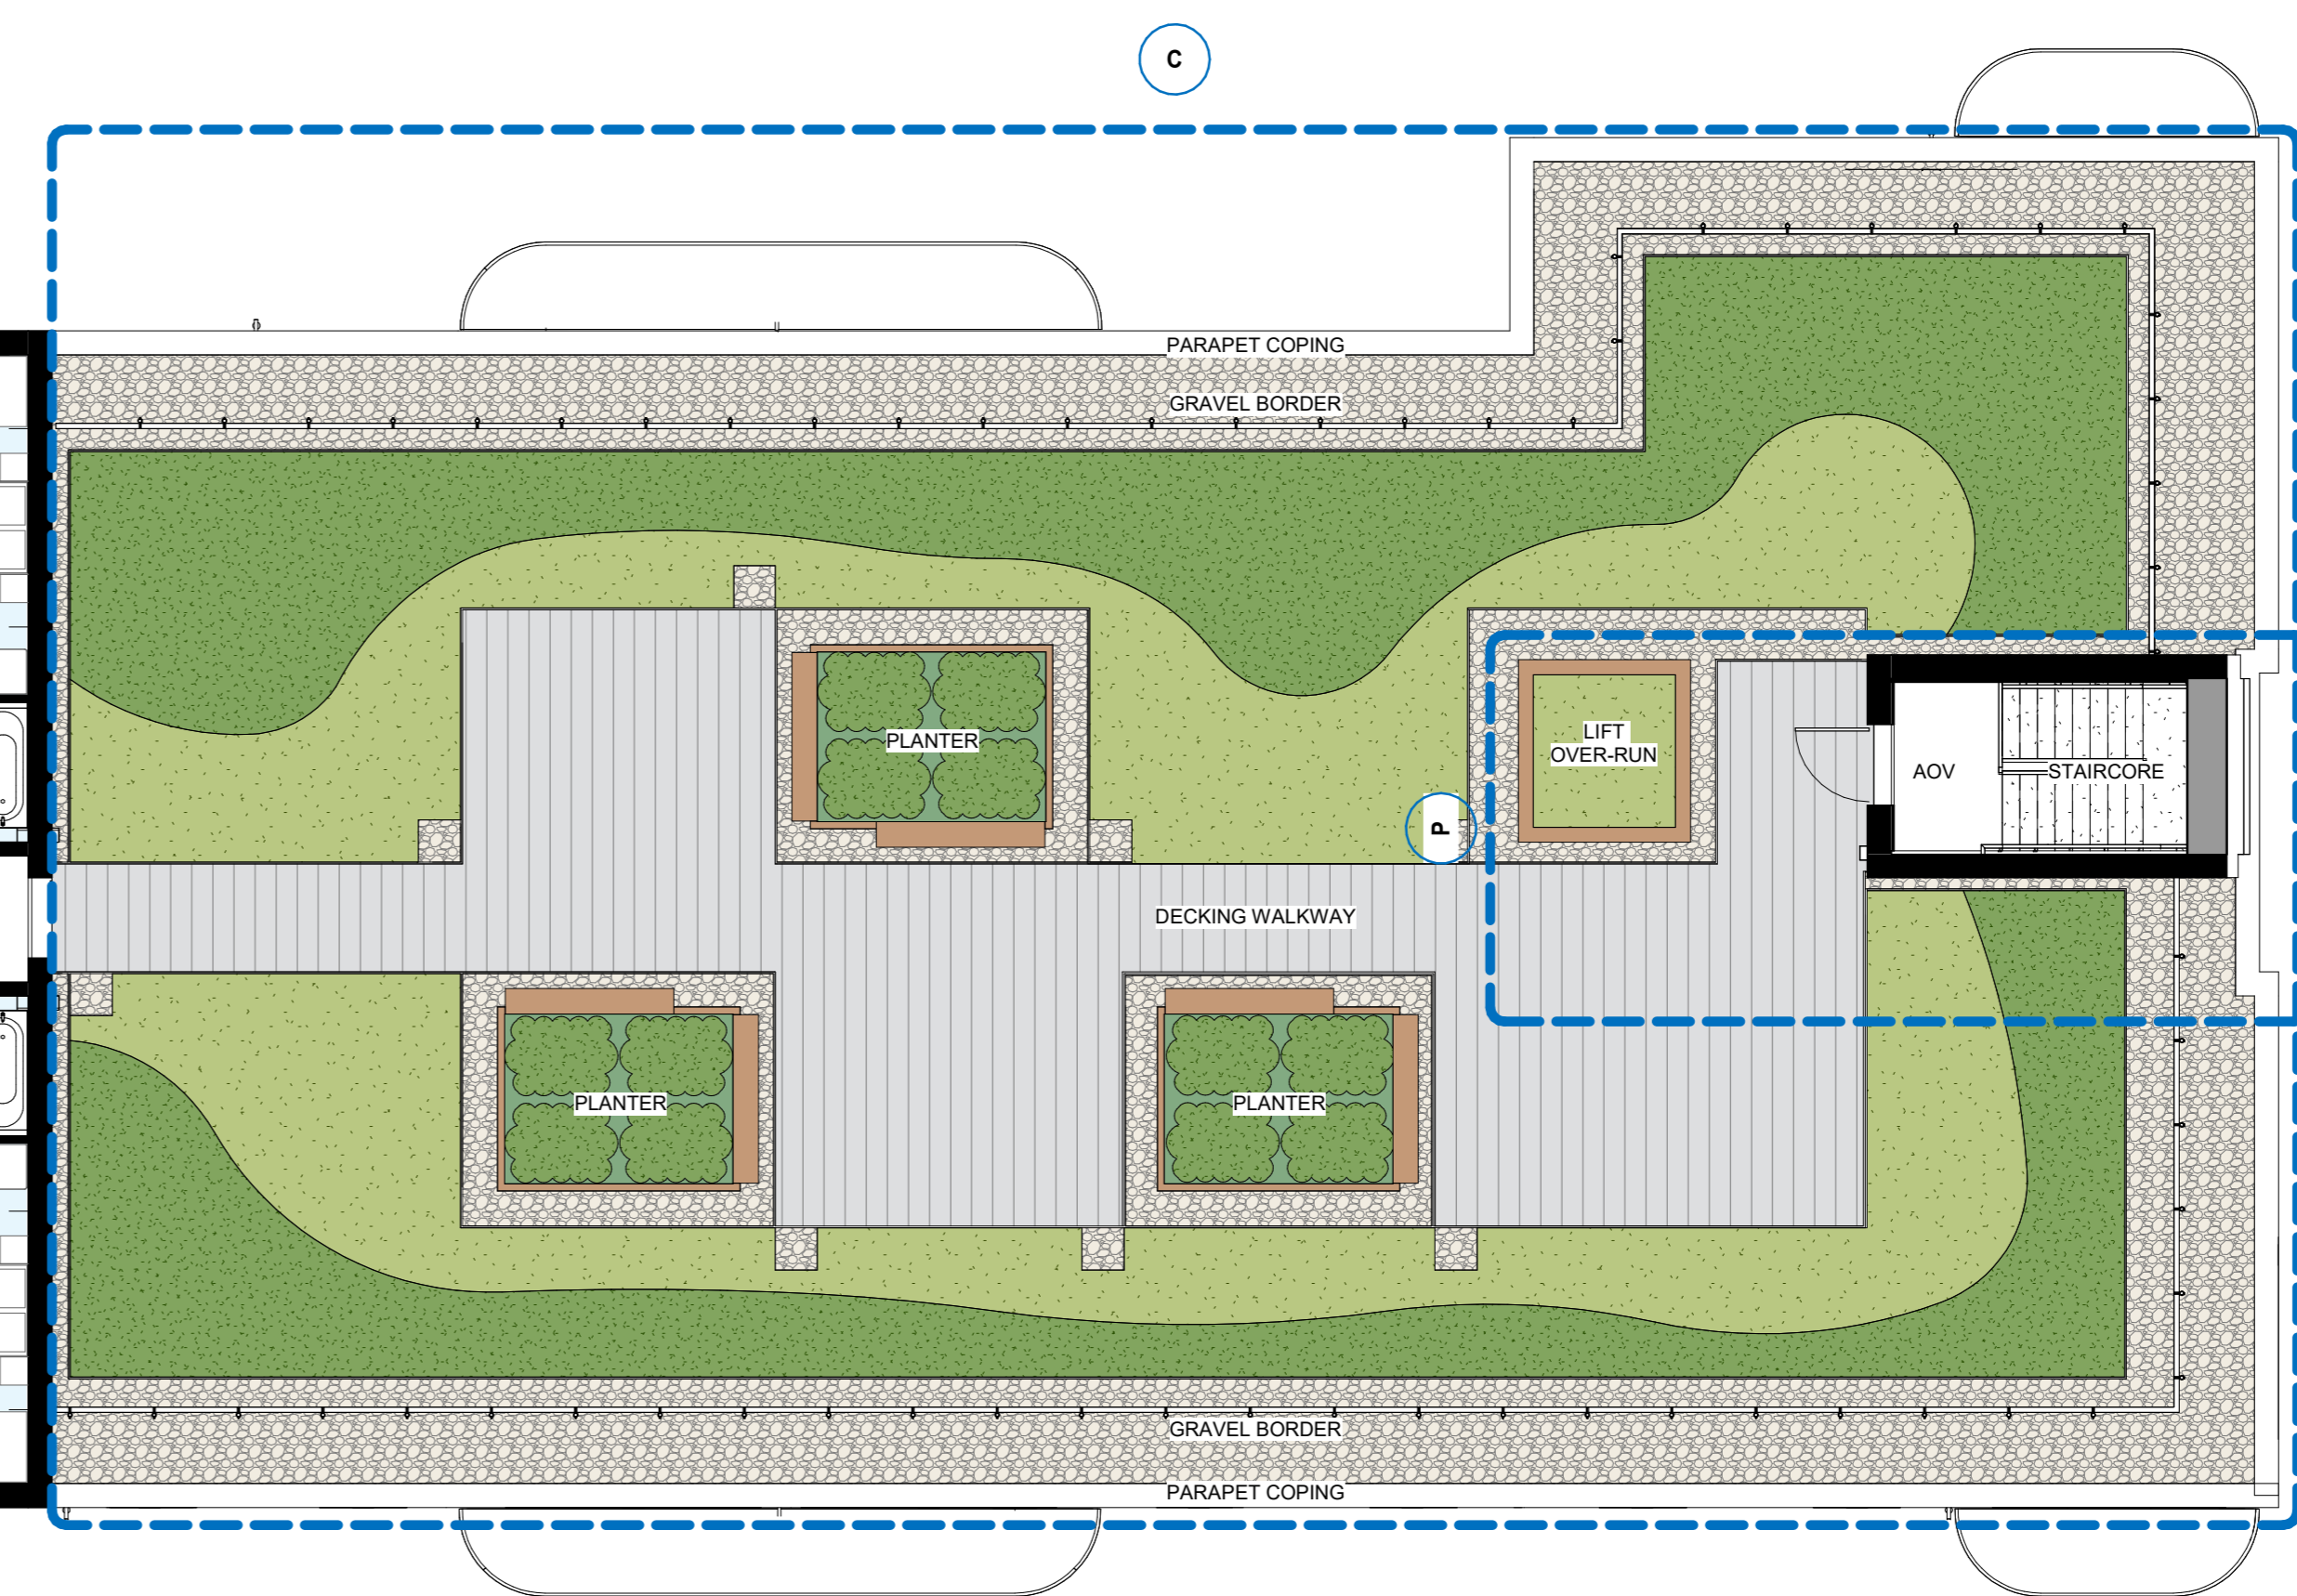 C
PARAPET COPING
GRAVEL BORDER
PLANTER
LIFT
OVER-RUN
AOV
STAIRCORE
P
DECKING WALKWAY
PLANTER
PLANTER
GRAVEL BORDER
PARAPET COPING